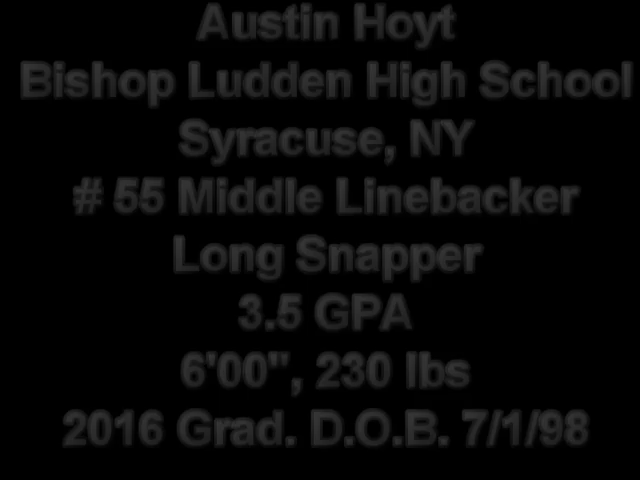 Austin Hoyt
Bishop Ludden High School
Syracuse, NY
# 55 Middle Linebacker
Long Snapper
3.5 GPA
6'00", 230 lbs
2016 Grad. D.O.B. 7/1/98